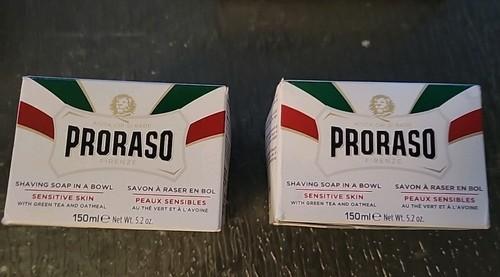 PRORASO
FIRENZE
SHAVING SOAP IN A BOWL
SENSITIVE SKIN
WITH GREEN TEA AND OATMEAL
SAVON À RASER EN BOL
PEAUX SENSIBLES
AU THÉ VERT ET À L'AVOINE
150ml e Net Wt. 5.2 oz.
PRORASO
FIRENZE
SHAVING SOAP IN A BOWL
SENSITIVE SKIN
WITH GREEN TEA AND OATMEAL
SAVON À RASER EN BOL
PEAUX SENSIBLES
AU THÉ VERT ET À L'AVOINE
150ml e Net Wt. 5.2 oz.